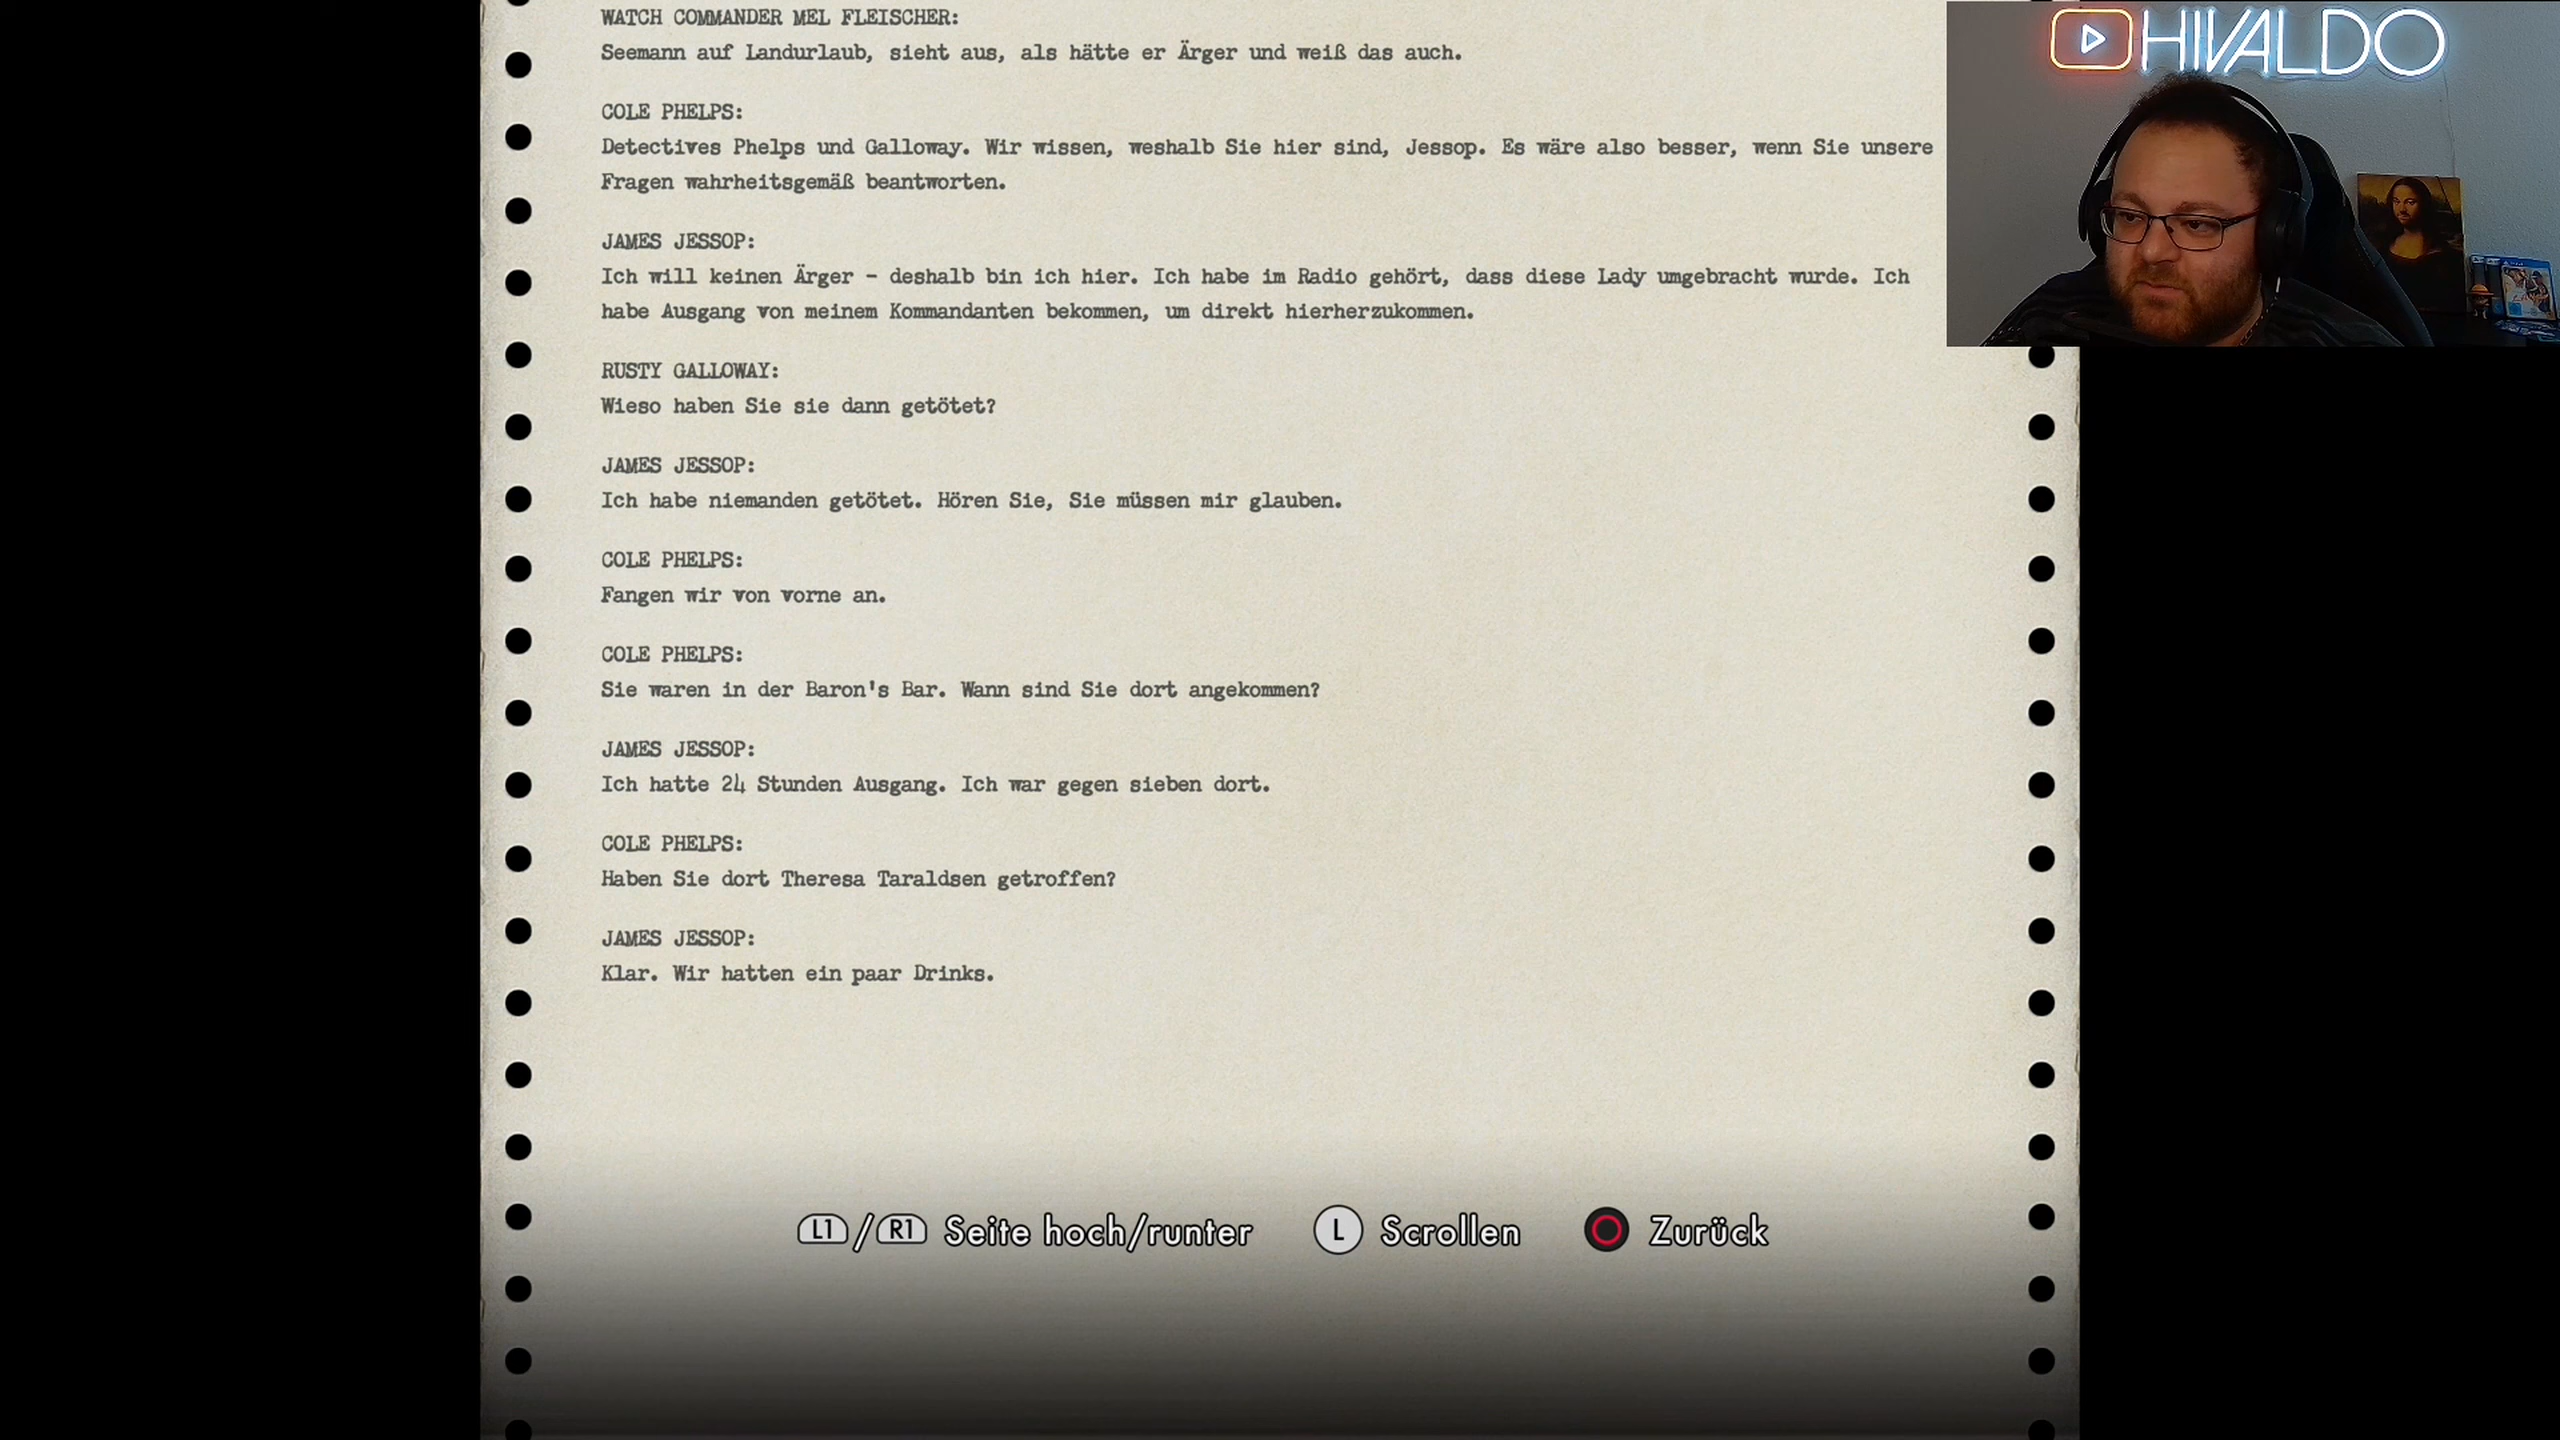 WATCH COMMANDER MEL FLEISCHER:
Seemann auf Landurlaub, sieht aus, als hätte er Ärger und weiß das auch.
COLE PHELPS:
Detectives Phelps und Galloway. Wir wissen, weshalb Sie hier sind, Jessop. Es wäre also besser, wenn Sie unsere
Fragen wahrheitsgemäß beantworten.
JAMES JESSOP:
Ich will keinen Ärger - deshalb bin ich hier. Ich habe im Radio gehört, dass diese Lady umgebracht wurde. Ich
habe Ausgang von meinem Kommandanten bekommen, um direkt hierherzukommen.
RUSTY GALLOWAY:
Wieso haben Sie sie dann getötet?
JAMES JESSOP:
Ich habe niemanden getötet. Hören Sie, Sie müssen mir glauben.
COLE PHELPS:
Fangen wir von vorne an.
COLE PHELPS:
Sie waren in der Baron's Bar. Wann sind Sie dort angekommen?
JAMES JESSOP:
Ich hatte 24 Stunden Ausgang. Ich war gegen sieben dort.
COLE PHELPS:
Haben Sie dort Theresa Taraldsen getroffen?
JAMES JESSOP:
Klar. Wir hatten ein paar Drinks.
L1/R1 Seite hoch/runter L Scrollen Zurück
HIVALDO